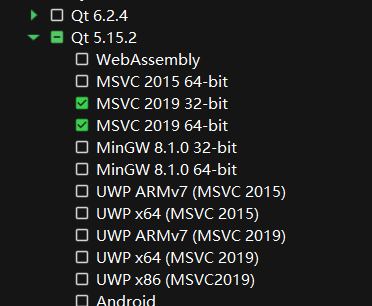 Qt 6.2.4
Qt 5.15.2
WebAssembly
MSVC 2015 64-bit
MSVC 2019 32-bit
MSVC 2019 64-bit
MinGW 8.1.0 32-bit
MinGW 8.1.0 64-bit
UWP ARMv7 (MSVC 2015)
UWP x64 (MSVC 2015)
UWP ARMv7 (MSVC 2019)
UWP x64 (MSVC 2019)
UWP x86 (MSVC2019)
Android